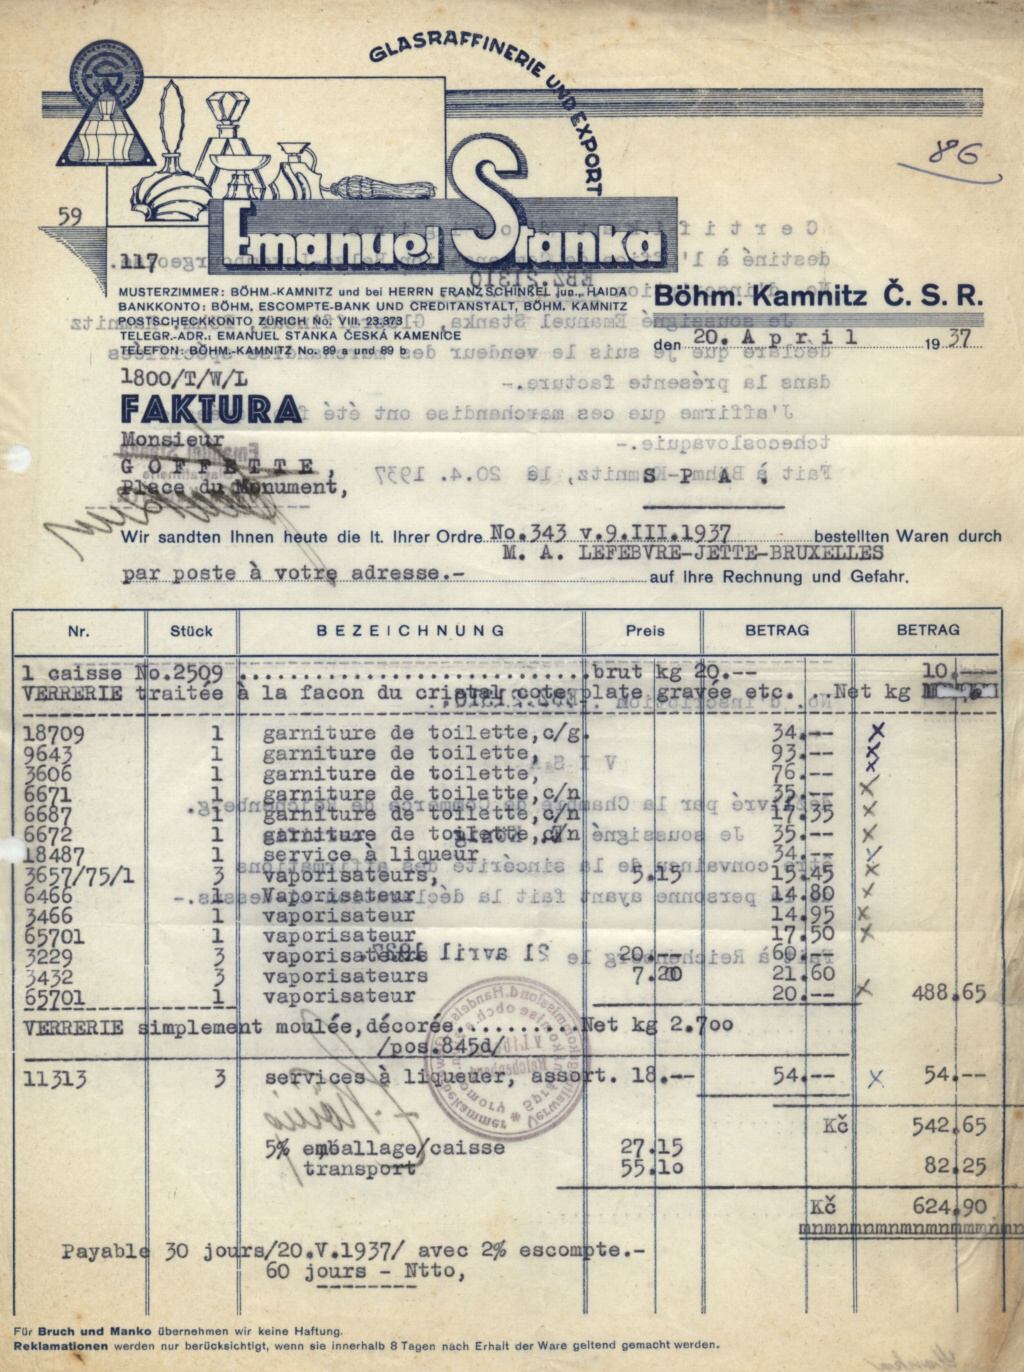 GLASRAFFINERIE UND EXPORT
86
59
Emanuel Stanka
117
EBZ.21310
MUSTERZIMMER: BÖHM.-KAMNITZ und bei HERRN FRANZ SCHINKEL jun., HAIDA
BANKKONTO: BÖHM. ESCOMPTE-BANK UND CREDITANSTALT, BÖHM. KAMNITZ
POSTSCHECKKONTO ZÜRICH No. VIII. 23.373
TELEGR.-ADR.: EMANUEL STANKA ČESKÁ KAMENICE
TELEFON: BÖHM.-KAMNITZ No. 89 a und 89 b
Böhm. Kamnitz Č. S. R.
den 20. April 1937
1800/T/W/L
FAKTURA
Monsieur
GOFFETTE,
Place du Monument, SPA.
Wir sandten Ihnen heute die lt. Ihrer Ordre No.343 v.9.III.1937 bestellten Waren durch
M. A. LEFEBVRE-JETTE-BRUXELLES
par poste à votre adresse.- auf Ihre Rechnung und Gefahr.
Nr. Stück BEZEICHNUNG Preis BETRAG BETRAG
1 caisse No.2509 .............................. brut kg 20.-- 10.--
VERRERIE traitée à la facon du cristal cote plate gravée etc. ..Net kg
18709 1 garniture de toilette,c/g. 34.-- x
9643 1 garniture de toilette, 93.-- x
3606 1 garniture de toilette, 76.-- x
6671 1 garniture de toilette,c/n 35.-- x
6687 1 garniture de toilette,c/n 17.35 x
6672 1 garniture de toilette,c/n 35.-- x
18487 1 service à liqueur 34.-- x
3657/75/1 3 vaporisateurs, 5.15 15.45 x
6466 1 Vaporisateur 14.80 x
3466 1 vaporisateur 14.95 x
65701 1 vaporisateur 17.50 x
3229 3 vaporisateurs 20.-- 60.--
3432 3 vaporisateurs 7.20 21.60
65701 1 vaporisateur 20.-- x 488.65
VERRERIE simplement moulée,décorée..........Net kg 2.700
/pos.845d/
11313 3 services à liqueuer, assort. 18.-- 54.-- x 54.--
Kč 542.65
5% emballage/caisse 27.15
transport 55.10 82.25
Kč 624.90
Payable 30 jours/20.V.1937/ avec 2% escompte.-
60 jours - Ntto,
Für Bruch und Manko übernehmen wir keine Haftung.
Reklamationen werden nur berücksichtigt, wenn sie innerhalb 8 Tagen nach Erhalt der Ware geltend gemacht werden.